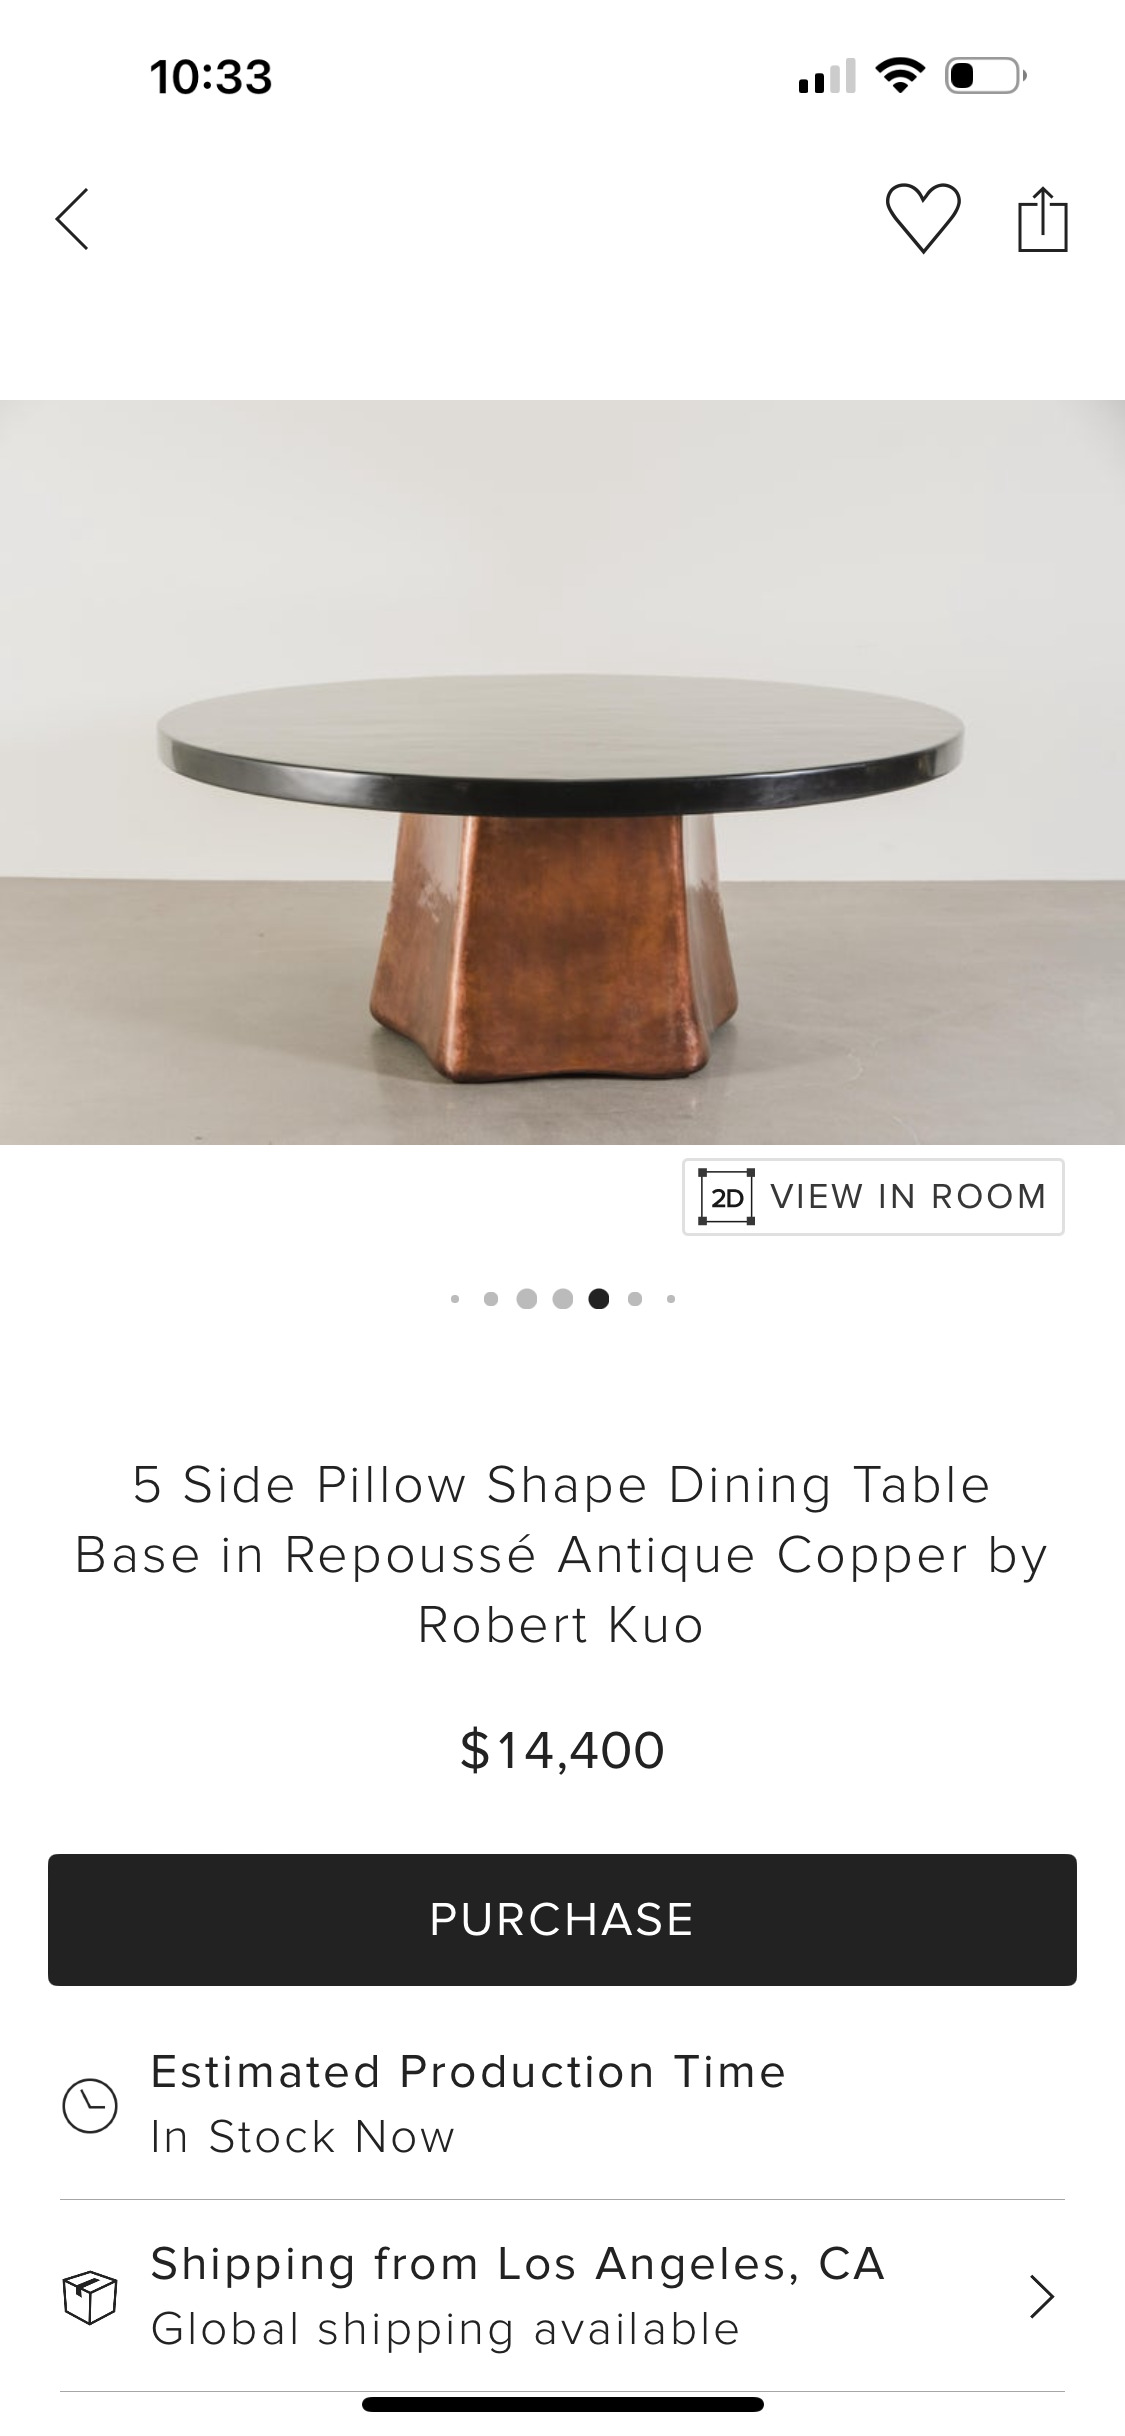 10:33
2D VIEW IN ROOM
5 Side Pillow Shape Dining Table
Base in Repoussé Antique Copper by
Robert Kuo
$14,400
PURCHASE
Estimated Production Time
In Stock Now
Shipping from Los Angeles, CA
Global shipping available